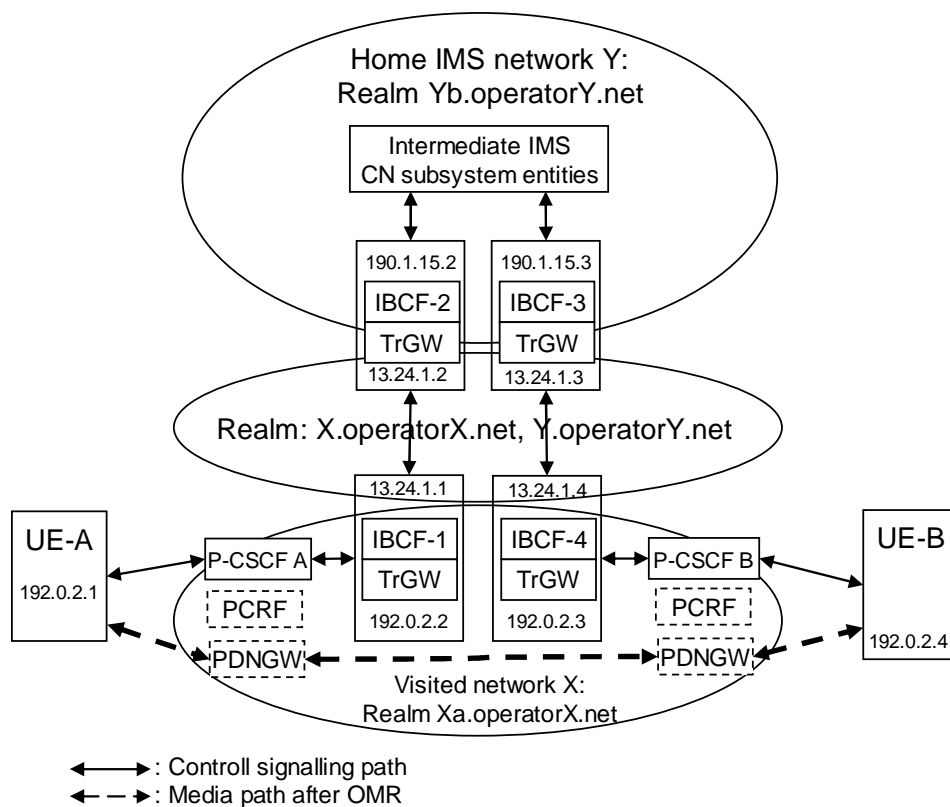 Home IMS network Y:
Realm Yb.operatorY.net
Intermediate IMS
CN subsystem entities
190.1.15.2
190.1.15.3
IBCF-2
IBCF-3
TrGW
TrGW
13.24.1.2
13.24.1.3
Realm: X.operatorX.net, Y.operatorY.net
13.24.1.1
13.24.1.4
UE-A
192.0.2.1
P-CSCF A
IBCF-1
IBCF-4
P-CSCF B
UE-B
192.0.2.4
TrGW
TrGW
PCRF
PCRF
192.0.2.2
192.0.2.3
PDNGW
PDNGW
Visited network X:
Realm Xa.operatorX.net
: Controll signalling path
: Media path after OMR